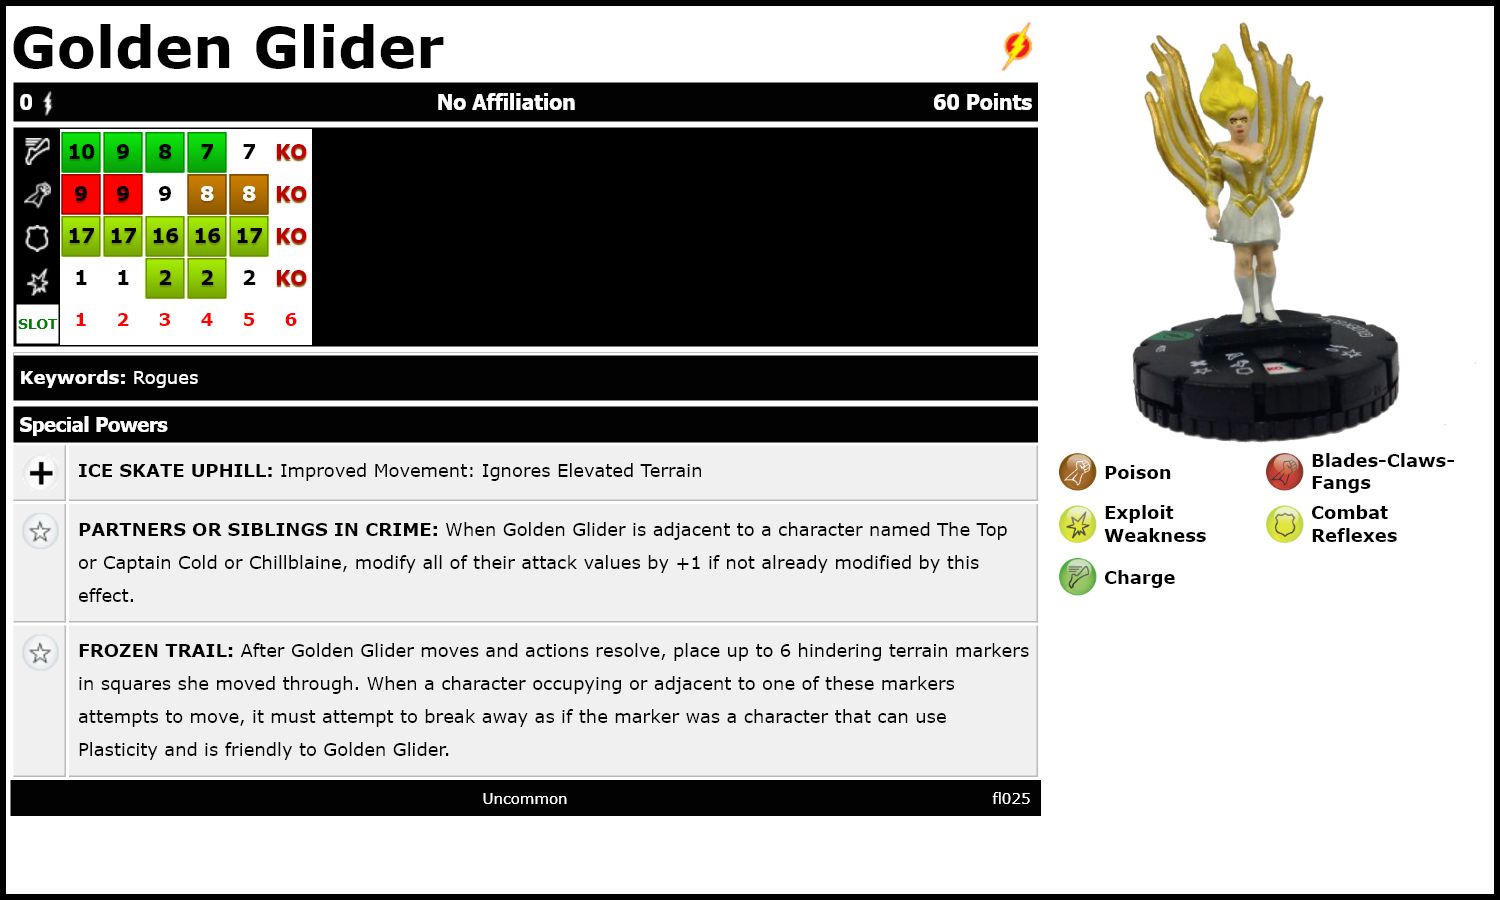 Golden Glider
0 No Affiliation 60 Points
10 9 8 7 7 KO
9 9 9 8 8 KO
17 17 16 16 17 KO
1 1 2 2 2 KO
SLOT 1 2 3 4 5 6
Keywords: Rogues
Special Powers
ICE SKATE UPHILL: Improved Movement: Ignores Elevated Terrain
PARTNERS OR SIBLINGS IN CRIME: When Golden Glider is adjacent to a character named The Top
or Captain Cold or Chillblaine, modify all of their attack values by +1 if not already modified by this
effect.
FROZEN TRAIL: After Golden Glider moves and actions resolve, place up to 6 hindering terrain markers
in squares she moved through. When a character occupying or adjacent to one of these markers
attempts to move, it must attempt to break away as if the marker was a character that can use
Plasticity and is friendly to Golden Glider.
Uncommon fl025
KO
Poison
Blades-Claws-
Fangs
Exploit
Weakness
Combat
Reflexes
Charge